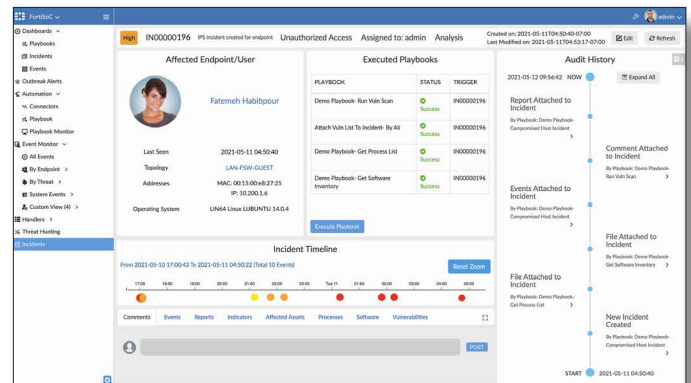 FortiSoC
admin
Dashboards
Playbooks
Incidents
Events
Outbreak Alerts
Automation
Connectors
Playbook
Playbook Monitor
Event Monitor
All Events
By Endpoint
By Threat
System Events
Custom View (4)
Handlers
Threat Hunting
Incidents
High IN00000196 IPS incident created for endpoint Unauthorized Access Assigned to: admin Analysis
Created on: 2021-05-11T04:50:40-07:00
Last Modified on: 2021-05-11T04:53:17-07:00
Edit Refresh
Affected Endpoint/User
Fatemeh Habibpour
Last Seen 2021-05-11 04:50:40
Topology LAN-FSW-GUEST
Addresses MAC: 00:15:00:e8:27:25
IP: 10.200.1.6
Operating System LIN64 Linux LUBUNTU 14.0.4
Executed Playbooks
PLAYBOOK STATUS TRIGGER
Demo Playbook- Run Vuln Scan Success IN00000196
Attach Vuln List To Incident- By Ali Success IN00000196
Demo Playbook- Get Process List Success IN00000196
Demo Playbook- Get Software Inventory Success IN00000196
Execute Playbook
Incident Timeline
From 2021-05-10 17:00:43 To 2021-05-11 04:50:22 (Total 10 Events)
Reset Zoom
17:00 18:00 19:00 20:00 21:00 22:00 23:00 Tue 11 01:00 02:00 03:00 04:00 05:00
Comments Events Reports Indicators Affected Assets Processes Software Vulnerabilities
POST
Audit History
2021-05-12 09:56:42 NOW
Expand All
Report Attached to
Incident
By Playbook: Demo Playbook-
Compromised Host Incident
Comment Attached
to Incident
By Playbook: Demo Playbook-
Run Vuln Scan
Events Attached to
Incident
By Playbook: Demo Playbook-
Compromised Host Incident
File Attached to
Incident
By Playbook: Demo Playbook-
Get Software Inventory
File Attached to
Incident
By Playbook: Demo Playbook-
Get Process List
New Incident
Created
By Playbook: Demo Playbook-
Compromised Host Incident
START 2021-05-11 04:50:40